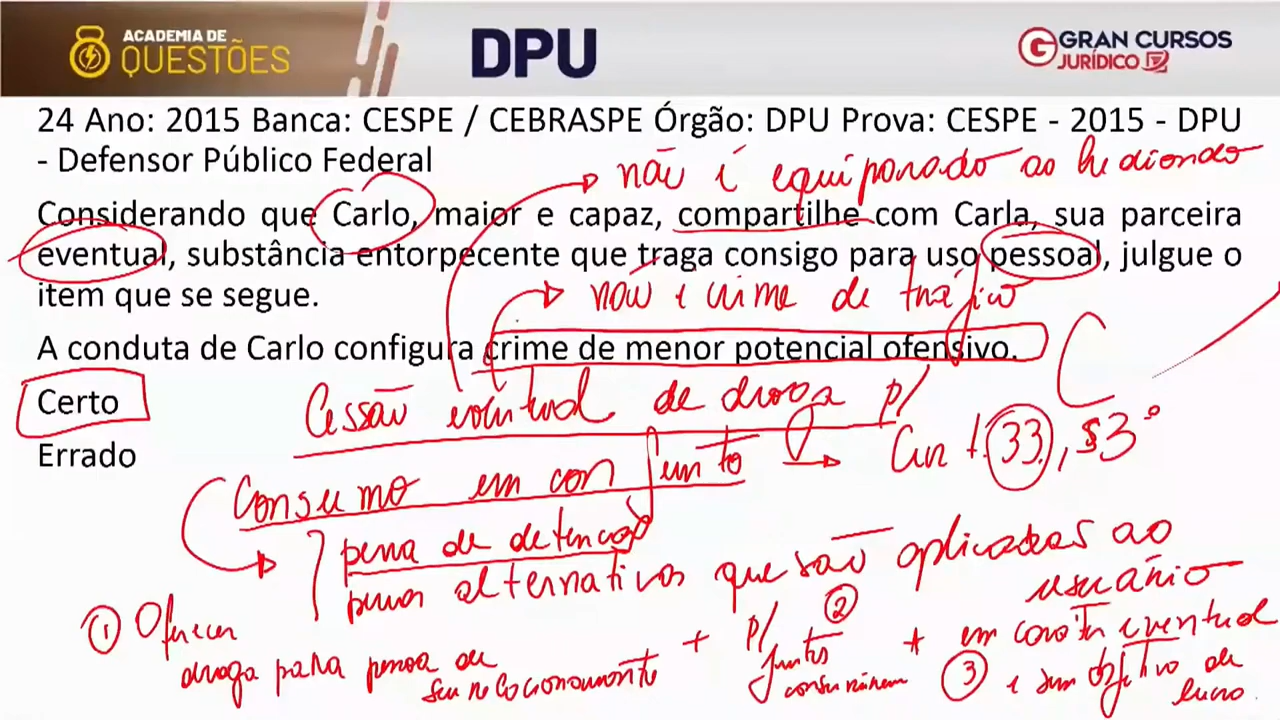 ACADEMIA DE
QUESTÕES
DPU
GRAN CURSOS
JURÍDICO
24 Ano: 2015 Banca: CESPE / CEBRASPE Órgão: DPU Prova: CESPE - 2015 - DPU
- Defensor Público Federal
não é equiparado ao hediondo
Considerando que Carlo, maior e capaz, compartilhe com Carla, sua parceira
eventual, substância entorpecente que traga consigo para uso pessoal, julgue o
item que se segue.
não é crime de tráfico
A conduta de Carlo configura crime de menor potencial ofensivo.
C
Certo
Cessão eventual de droga p/
Errado
Consumo em conjunto → art. 33, §3º
pena de detenção
penas alternativas que são aplicadas ao
usuário
① Oferecer
droga para pessoa de
seu relacionamento
+ p/ ②
juntos
consumirem
+ em caráter eventual
③ e sem objetivo de
lucro